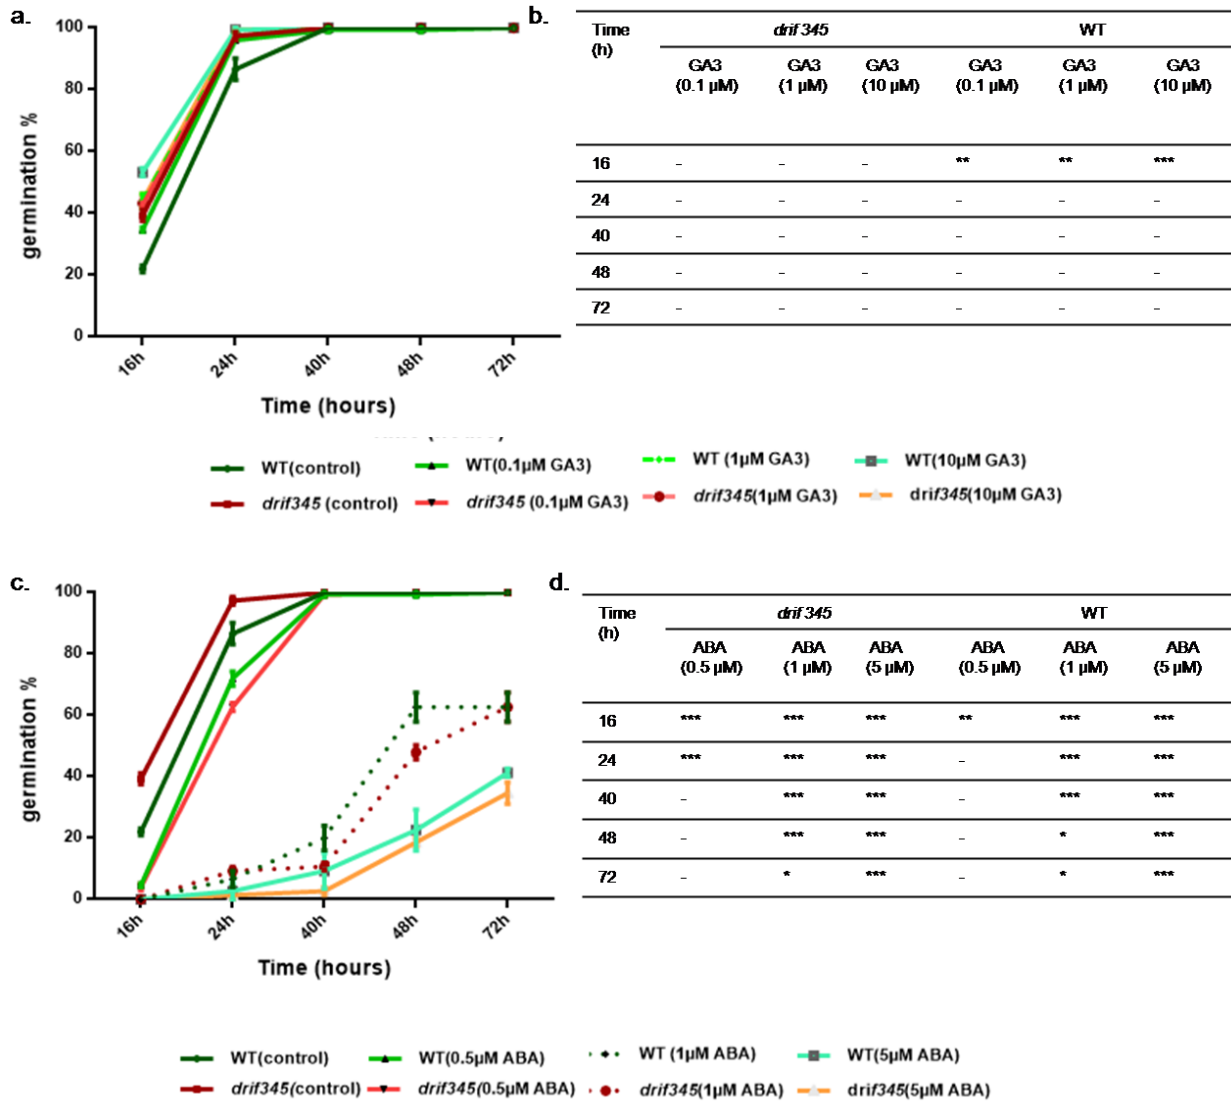 a.
100
80
60
40
20
0
germination %
16h
24h
40h
48h
72h
Time (hours)
b.
Time (h) drif 345 WT
GA3 (0.1 µM) GA3 (1 µM) GA3 (10 µM) GA3 (0.1 µM) GA3 (1 µM) GA3 (10 µM)
16 – – – ** ** ***
24 – – – – – –
40 – – – – – –
48 – – – – – –
72 – – – – – –
WT(control) WT(0.1µM GA3) WT (1µM GA3) WT(10µM GA3)
drif345 (control) drif345 (0.1µM GA3) drif345(1µM GA3) drif345(10µM GA3)
c.
100
80
60
40
20
0
germination %
16h
24h
40h
48h
72h
Time (hours)
d.
Time (h) drif 345 WT
ABA (0.5 µM) ABA (1 µM) ABA (5 µM) ABA (0.5 µM) ABA (1 µM) ABA (5 µM)
16 *** *** *** ** *** ***
24 *** *** *** – *** ***
40 – *** *** – *** ***
48 – *** *** – * ***
72 – * *** – * ***
WT(control) WT(0.5µM ABA) WT (1µM ABA) WT(5µM ABA)
drif345(control) drif345(0.5µM ABA) drif345(1µM ABA) drif345(5µM ABA)